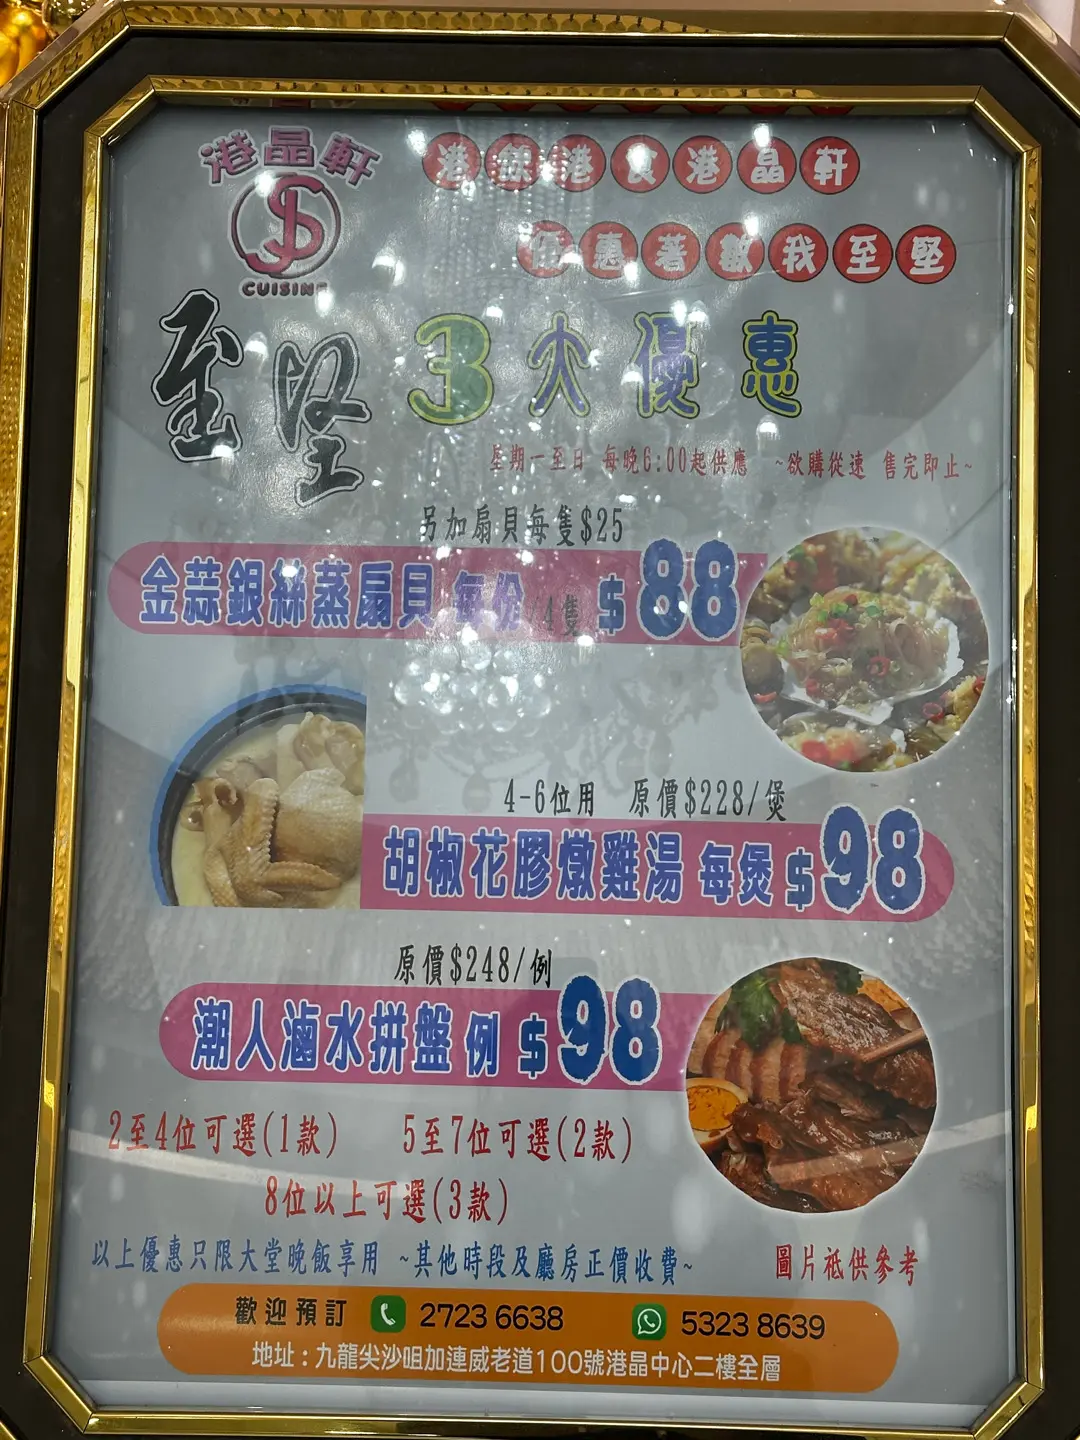 港晶軒
CUISINE
港餸港食港晶軒
優惠著數我至堅
至堅
3大優惠
星期一至日 每晚6:00起供應 ~欲購從速 售完即止~
另加扇貝每隻$25
金蒜銀絲蒸扇貝 每份/4隻 $88
4-6位用 原價$228/煲
胡椒花膠燉雞湯 每煲$98
原價$248/例
潮人滷水拼盤 例 $98
2至4位可選(1款) 5至7位可選(2款)
8位以上可選(3款)
以上優惠只限大堂晚飯享用 ~其他時段及廳房正價收費~ 圖片祗供參考
歡迎預訂 2723 6638 5323 8639
地址:九龍尖沙咀加連威老道100號港晶中心二樓全層